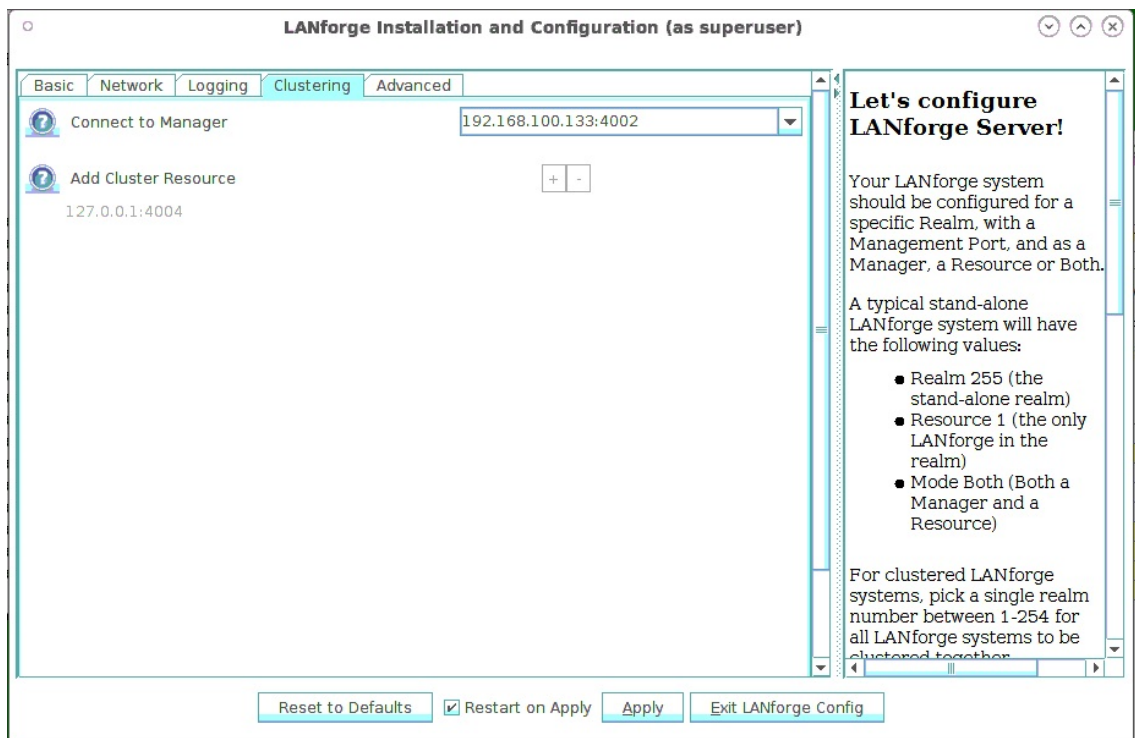 LANforge Installation and Configuration (as superuser)
Basic Network Logging Clustering Advanced
Connect to Manager 192.168.100.133:4002
Add Cluster Resource + -
127.0.0.1:4004
Let's configure
LANforge Server!
Your LANforge system
should be configured for a
specific Realm, with a
Management Port, and as a
Manager, a Resource or Both.
A typical stand-alone
LANforge system will have
the following values:
Realm 255 (the
stand-alone realm)
Resource 1 (the only
LANforge in the
realm)
Mode Both (Both a
Manager and a
Resource)
For clustered LANforge
systems, pick a single realm
number between 1-254 for
all LANforge systems to be
clustered together
Reset to Defaults Restart on Apply Apply Exit LANforge Config